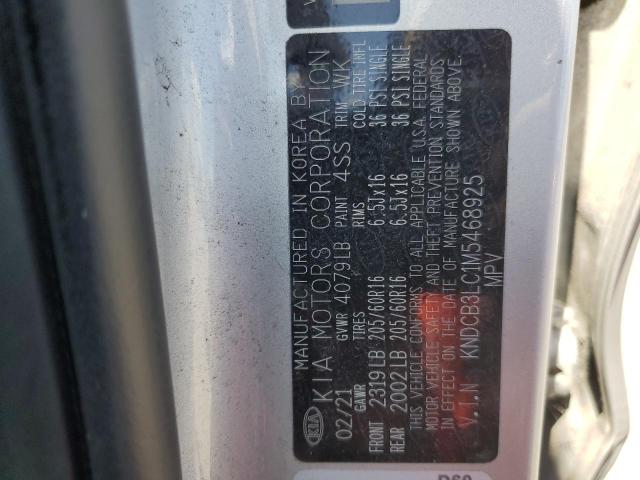 MANUFACTURED IN KOREA BY
KIA KIA MOTORS CORPORATION
02/21 GVWR 4079LB PAINT 4SS TRIM WK
GAWR TIRES RIMS COLD TIRE INFL
FRONT 2319LB 205/60R16 6.5Jx16 36 PSI SINGLE
REAR 2002LB 205/60R16 6.5Jx16 36 PSI SINGLE
THIS VEHICLE CONFORMS TO ALL APPLICABLE U.S.A. FEDERAL
MOTOR VEHICLE SAFETY AND THEFT PREVENTION STANDARDS
IN EFFECT ON THE DATE OF MANUFACTURE SHOWN ABOVE.
V.I.N KNDCB3LC1M5468925
MPV